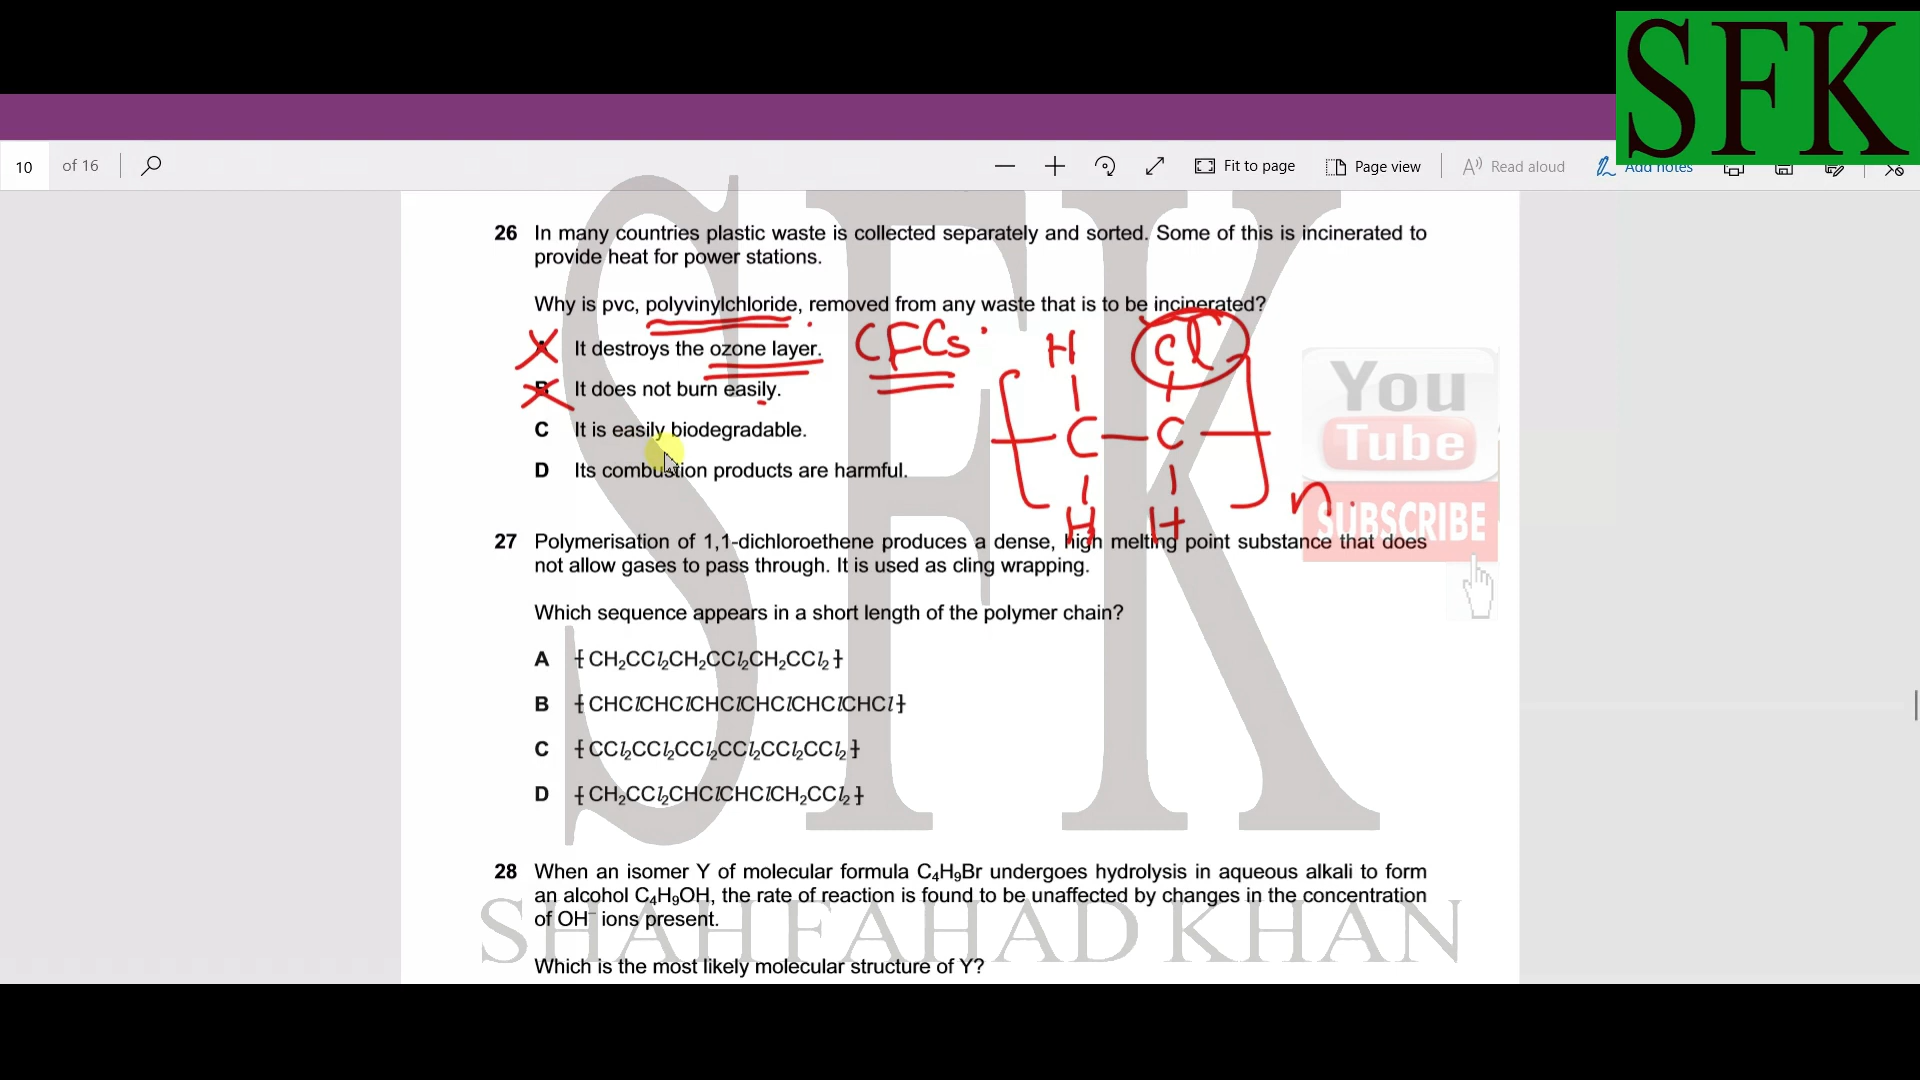 SFK
10 of 16 Fit to page Page view Read aloud Add notes
26 In many countries plastic waste is collected separately and sorted. Some of this is incinerated to
provide heat for power stations.
Why is pvc, polyvinylchloride, removed from any waste that is to be incinerated?
A It destroys the ozone layer. CFCs.
B It does not burn easily.
C It is easily biodegradable.
D Its combustion products are harmful.
H Cl
C — C
H H n
You
Tube
SUBSCRIBE
27 Polymerisation of 1,1-dichloroethene produces a dense, high melting point substance that does
not allow gases to pass through. It is used as cling wrapping.
Which sequence appears in a short length of the polymer chain?
A ⁅CH₂CCl₂CH₂CCl₂CH₂CCl₂⁆
B ⁅CHClCHClCHClCHClCHClCHCl⁆
C ⁅CCl₂CCl₂CCl₂CCl₂CCl₂CCl₂⁆
D ⁅CH₂CCl₂CHClCHClCH₂CCl₂⁆
28 When an isomer Y of molecular formula C₄H₉Br undergoes hydrolysis in aqueous alkali to form
an alcohol C₄H₉OH, the rate of reaction is found to be unaffected by changes in the concentration
of OH⁻ ions present.
Which is the most likely molecular structure of Y?
SFK
SHAH FAHAD KHAN